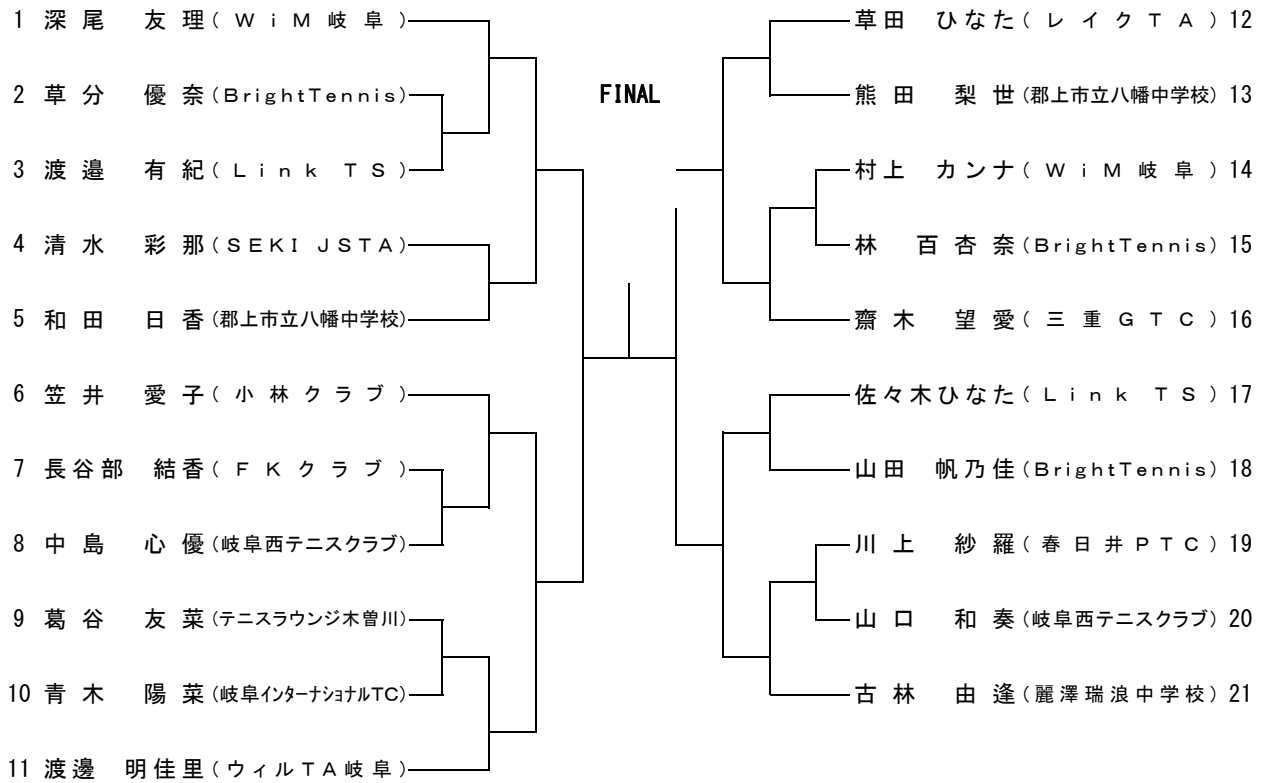 1 深尾 友理 (WiM岐阜)
2 草分 優奈 (BrightTennis)
3 渡邉 有紀 (Link TS)
4 清水 彩那 (SEKI JSTA)
5 和田 日香 (郡上市立八幡中学校)
6 笠井 愛子 (小林クラブ)
7 長谷部 結香 (FKクラブ)
8 中島 心優 (岐阜西テニスクラブ)
9 葛谷 友菜 (テニスラウンジ木曽川)
10 青木 陽菜 (岐阜インターナショナルTC)
11 渡邊 明佳里 (ウィルTA岐阜)
FINAL
草田 ひなた (レイクTA) 12
熊田 梨世 (郡上市立八幡中学校) 13
村上 カンナ (WiM岐阜) 14
林 百杏奈 (BrightTennis) 15
齋木 望愛 (三重GTC) 16
佐々木ひなた (Link TS) 17
山田 帆乃佳 (BrightTennis) 18
川上 紗羅 (春日井PTC) 19
山口 和奏 (岐阜西テニスクラブ) 20
古林 由逢 (麗澤瑞浪中学校) 21